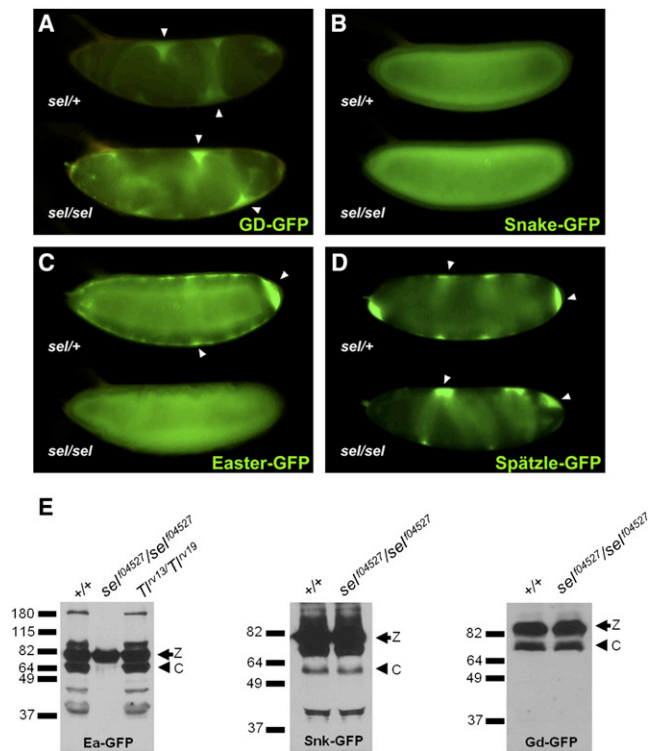 A
sel/+
sel/sel
GD-GFP
B
sel/+
sel/sel
Snake-GFP
C
sel/+
sel/sel
Easter-GFP
D
sel/+
sel/sel
Spätzle-GFP
E
+/+
sel^f04527/sel^f04527
Tl^rv13/Tl^rv19
180
115
82
64
49
37
Z
C
Ea-GFP
+/+
sel^f04527/sel^f04527
82
64
49
37
Z
C
Snk-GFP
+/+
sel^f04527/sel^f04527
82
64
49
37
Z
C
Gd-GFP